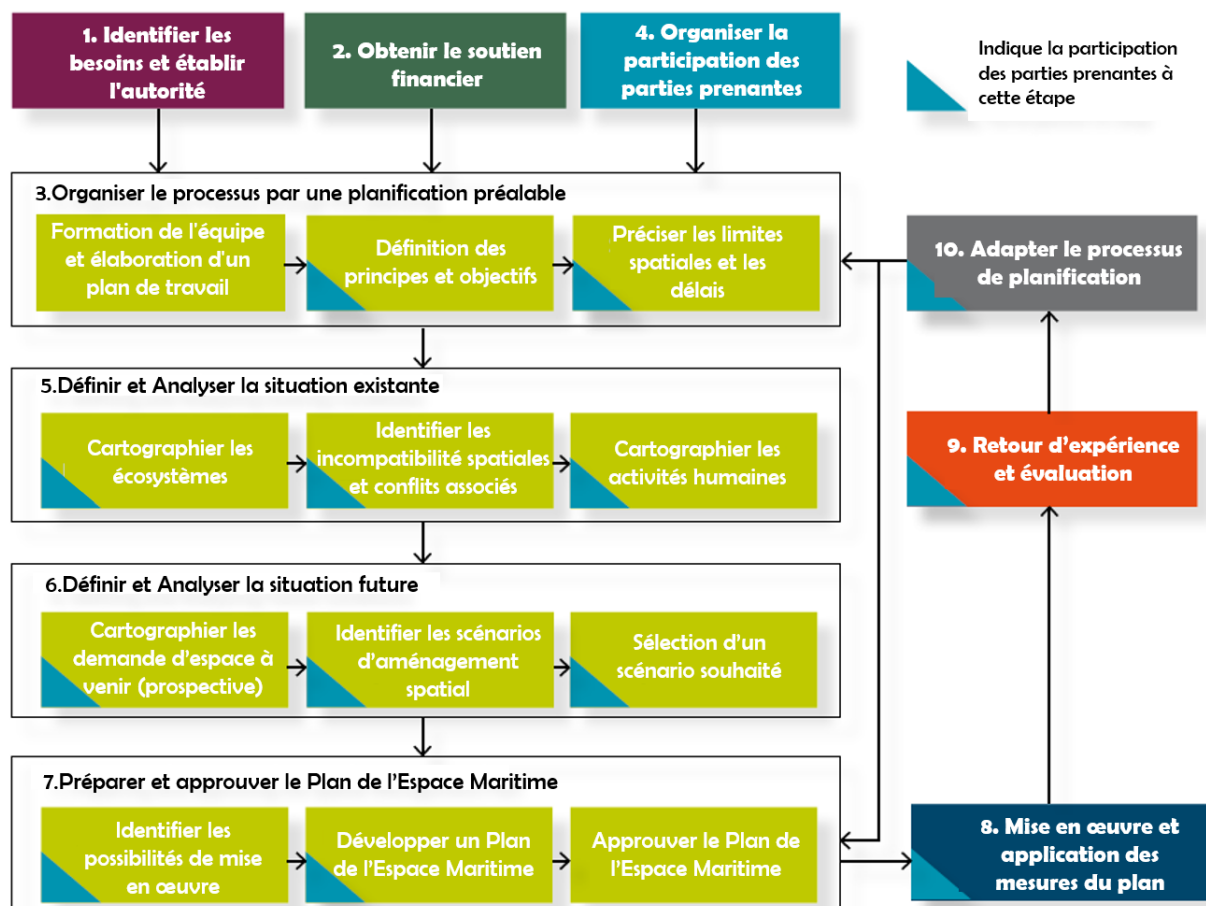 1. Identifier les
besoins et établir
l'autorité
2. Obtenir le soutien
financier
4. Organiser la
participation des
parties prenantes
Indique la participation
des parties prenantes à
cette étape
3.Organiser le processus par une planification préalable
Formation de l'équipe
et élaboration d'un
plan de travail
Définition des
principes et objectifs
Préciser les limites
spatiales et les
délais
10. Adapter le processus
de planification
5.Définir et Analyser la situation existante
Cartographier les
écosystèmes
Identifier les
incompatibilité spatiales
et conflits associés
Cartographier les
activités humaines
9. Retour d'expérience
et évaluation
6.Définir et Analyser la situation future
Cartographier les
demande d'espace à
venir (prospective)
Identifier les scénarios
d'aménagement
spatial
Sélection d'un
scénario souhaité
7.Préparer et approuver le Plan de l'Espace Maritime
Identifier les
possibilités de mise
en œuvre
Développer un Plan
de l'Espace Maritime
Approuver le Plan de
l'Espace Maritime
8. Mise en œuvre et
application des
mesures du plan